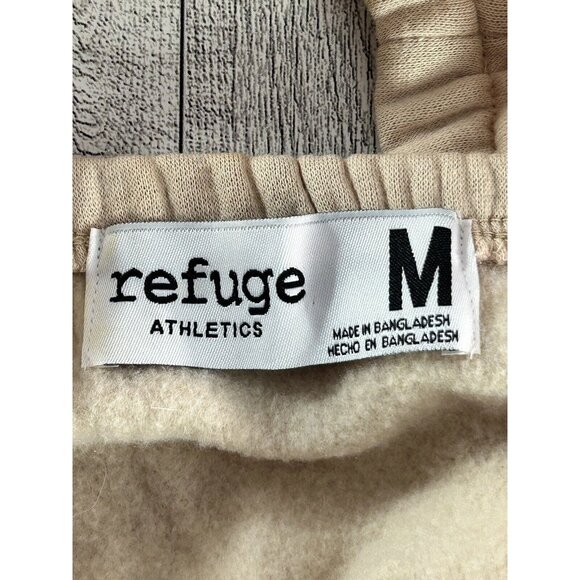 refuge
ATHLETICS
M
MADE IN BANGLADESH
HECHO EN BANGLADESH